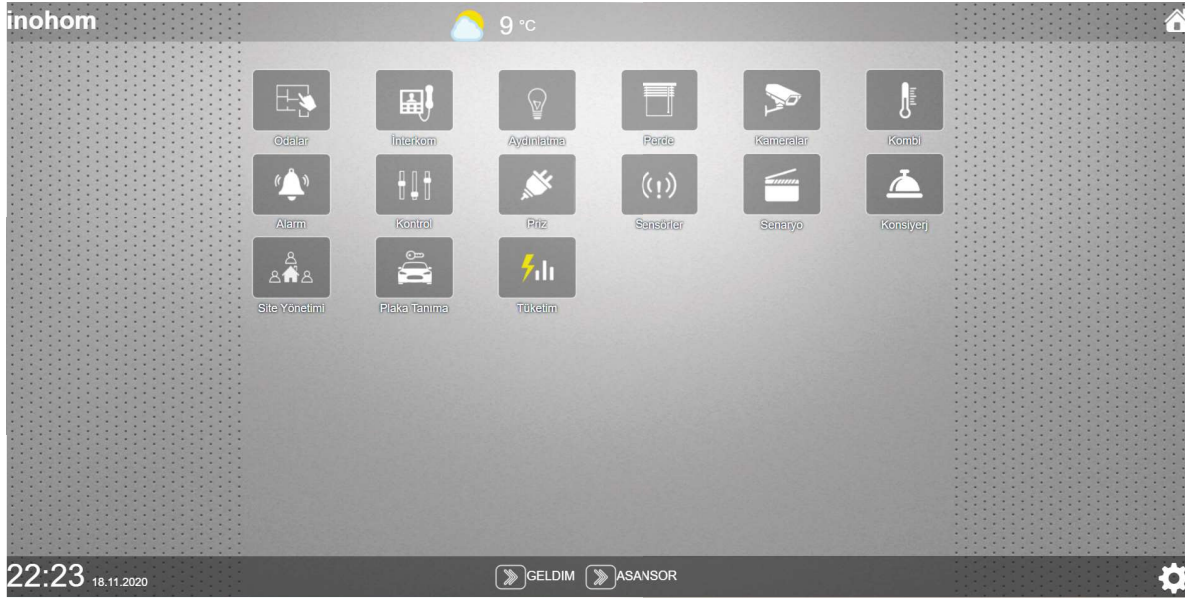 inohom
9 °C
Odalar İnterkom Aydınlatma Perde Kameralar Kombi
Alarm Kontrol Priz Sensörler Senaryo Konsiyerj
Site Yönetimi Plaka Tanıma Tüketim
22:23 18.11.2020 GELDIM ASANSOR